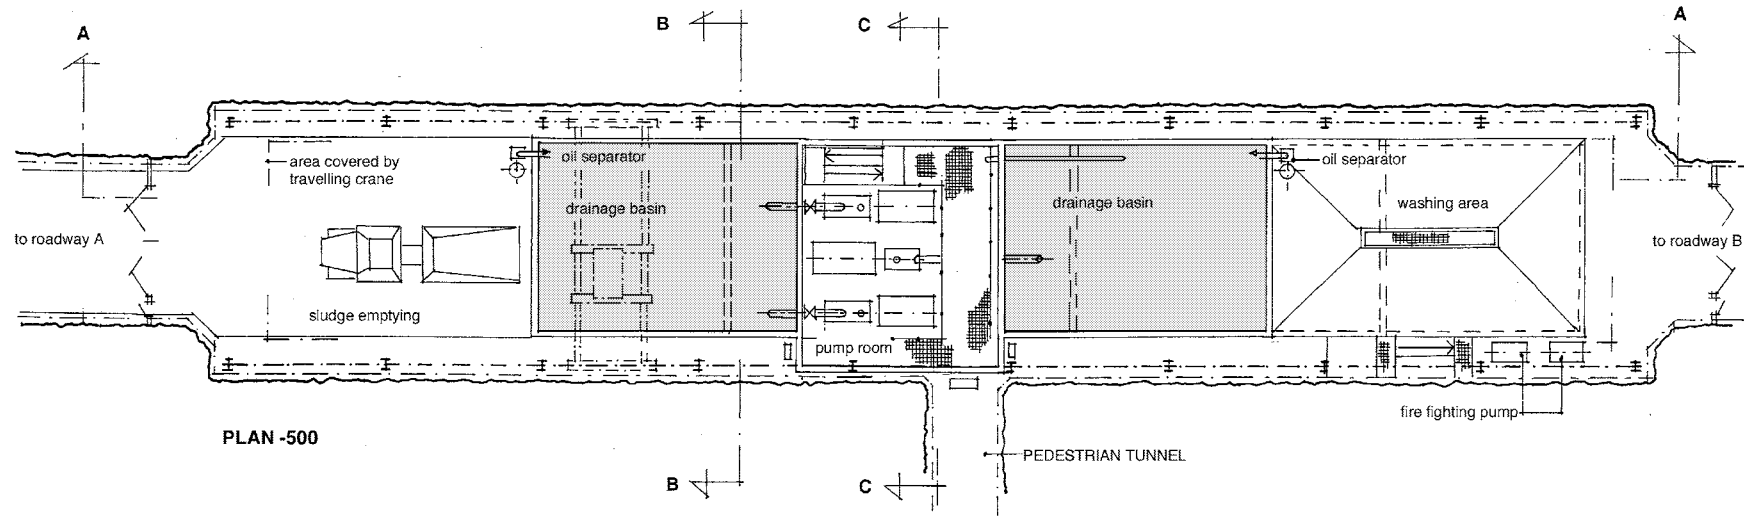 A
B
C
A
area covered by
travelling crane
oil separator
drainage basin
drainage basin
oil separator
washing area
to roadway A
to roadway B
sludge emptying
pump room
fire fighting pump
PLAN -500
PEDESTRIAN TUNNEL
B
C